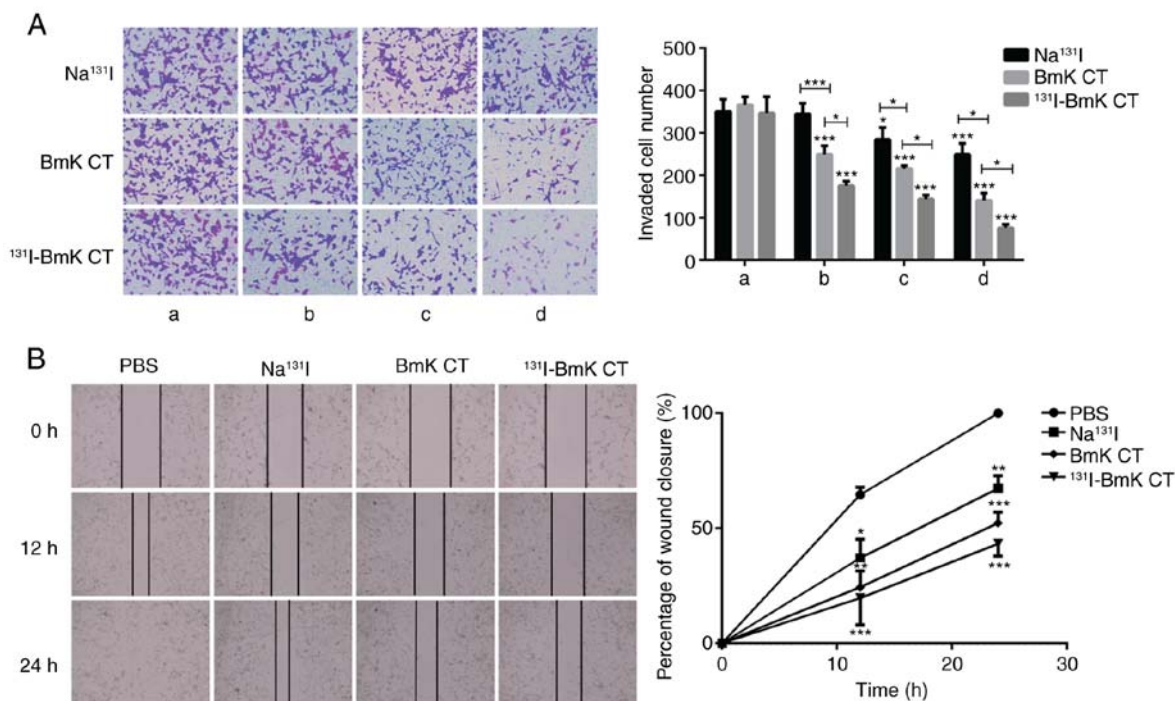 A
Na¹³¹I
BmK CT
¹³¹I-BmK CT
a b c d
Invaded cell number
500
400
300
200
100
0
a b c d
Na¹³¹I
BmK CT
¹³¹I-BmK CT
*** * *
* * *
*
*** *** *** ***
*** *** ***
B
PBS Na¹³¹I BmK CT ¹³¹I-BmK CT
0 h
12 h
24 h
Percentage of wound closure (%)
100
50
0
0 10 20 30
Time (h)
PBS
Na¹³¹I
BmK CT
¹³¹I-BmK CT
**
***
*
**
***
***